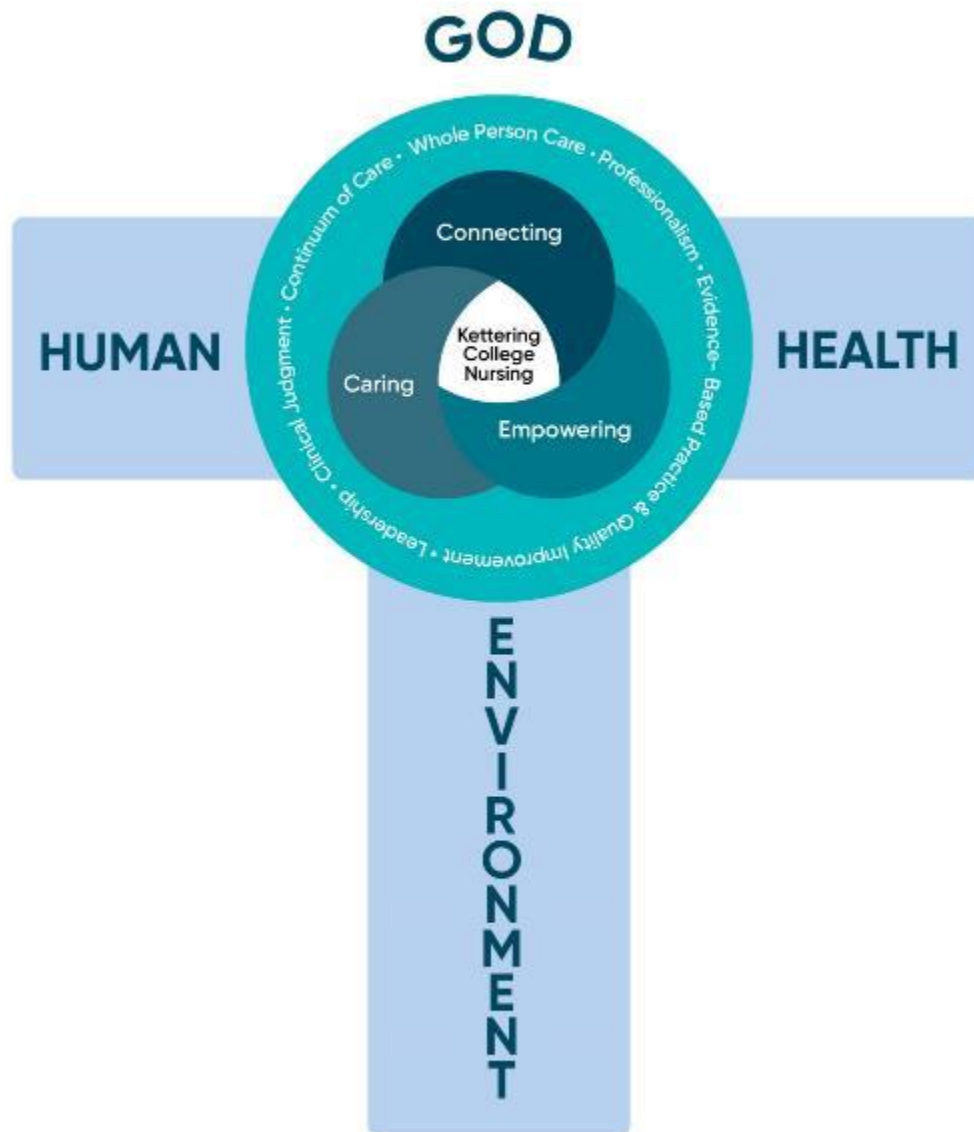 GOD
Whole Person Care • Professionalism • Evidence- Based Practice & Quality Improvement • Leadership • Clinical Judgment • Continuum of Care •
Connecting
HUMAN
Kettering
College
Nursing
HEALTH
Caring
Empowering
ENVIRONMENT